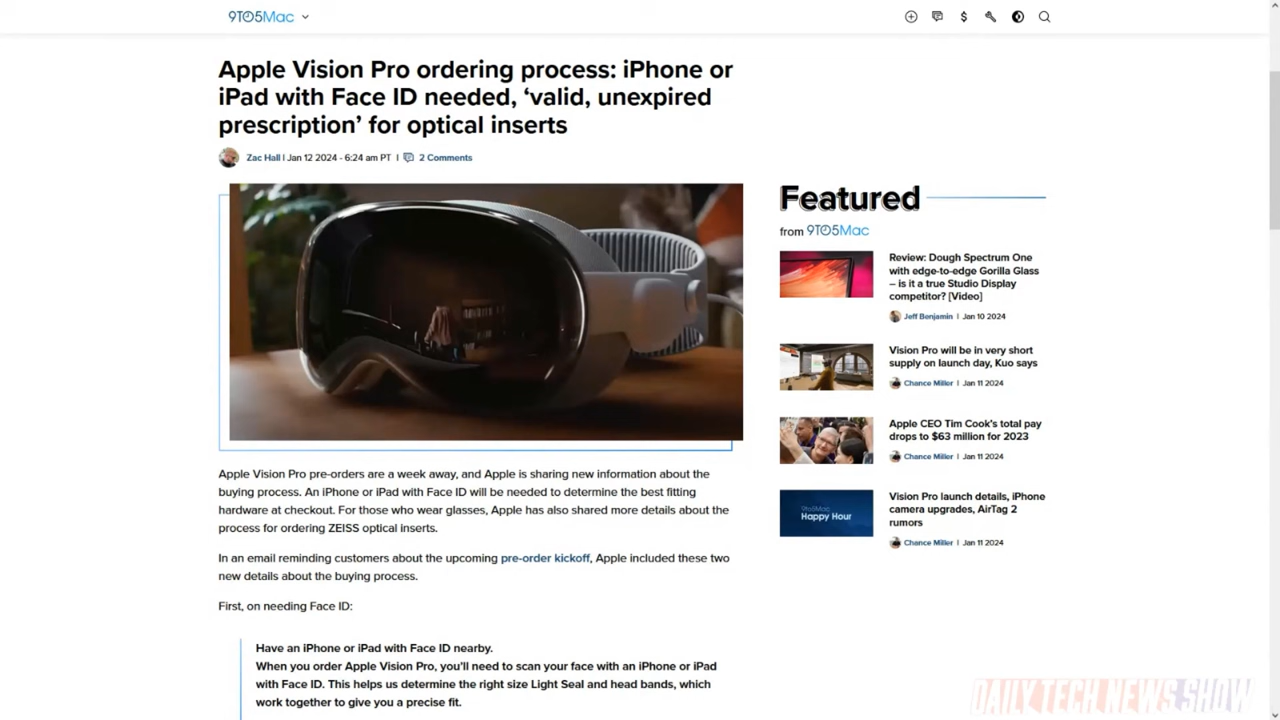 9TO5Mac
Apple Vision Pro ordering process: iPhone or
iPad with Face ID needed, ‘valid, unexpired
prescription’ for optical inserts
Zac Hall | Jan 12 2024 - 6:24 am PT | 2 Comments
Apple Vision Pro pre-orders are a week away, and Apple is sharing new information about the
buying process. An iPhone or iPad with Face ID will be needed to determine the best fitting
hardware at checkout. For those who wear glasses, Apple has also shared more details about the
process for ordering ZEISS optical inserts.
In an email reminding customers about the upcoming pre-order kickoff, Apple included these two
new details about the buying process.
First, on needing Face ID:
Have an iPhone or iPad with Face ID nearby.
When you order Apple Vision Pro, you’ll need to scan your face with an iPhone or iPad
with Face ID. This helps us determine the right size Light Seal and head bands, which
work together to give you a precise fit.
Featured
from 9TO5Mac
Review: Dough Spectrum One
with edge-to-edge Gorilla Glass
– is it a true Studio Display
competitor? [Video]
Jeff Benjamin | Jan 10 2024
Vision Pro will be in very short
supply on launch day, Kuo says
Chance Miller | Jan 11 2024
Apple CEO Tim Cook’s total pay
drops to $63 million for 2023
Chance Miller | Jan 11 2024
9to5Mac
Happy Hour
Vision Pro launch details, iPhone
camera upgrades, AirTag 2
rumors
Chance Miller | Jan 11 2024
DAILY TECH NEWS SHOW